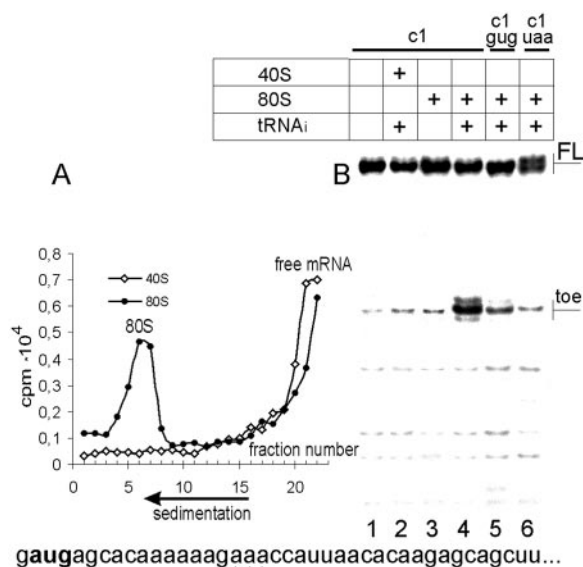 c1 c1
c1 gug uaa
40S +
80S + + + +
tRNAi + + + +
A B FL
0,8
0,7
0,6
0,5
0,4
0,3
0,2
0,1
0
cpm ·10⁴
40S
80S
80S
free mRNA
toe
fraction number
0 5 10 15 20
sedimentation
1 2 3 4 5 6
gaugagcacaaaaaagaaaccauuaacacaagagcagcuu...